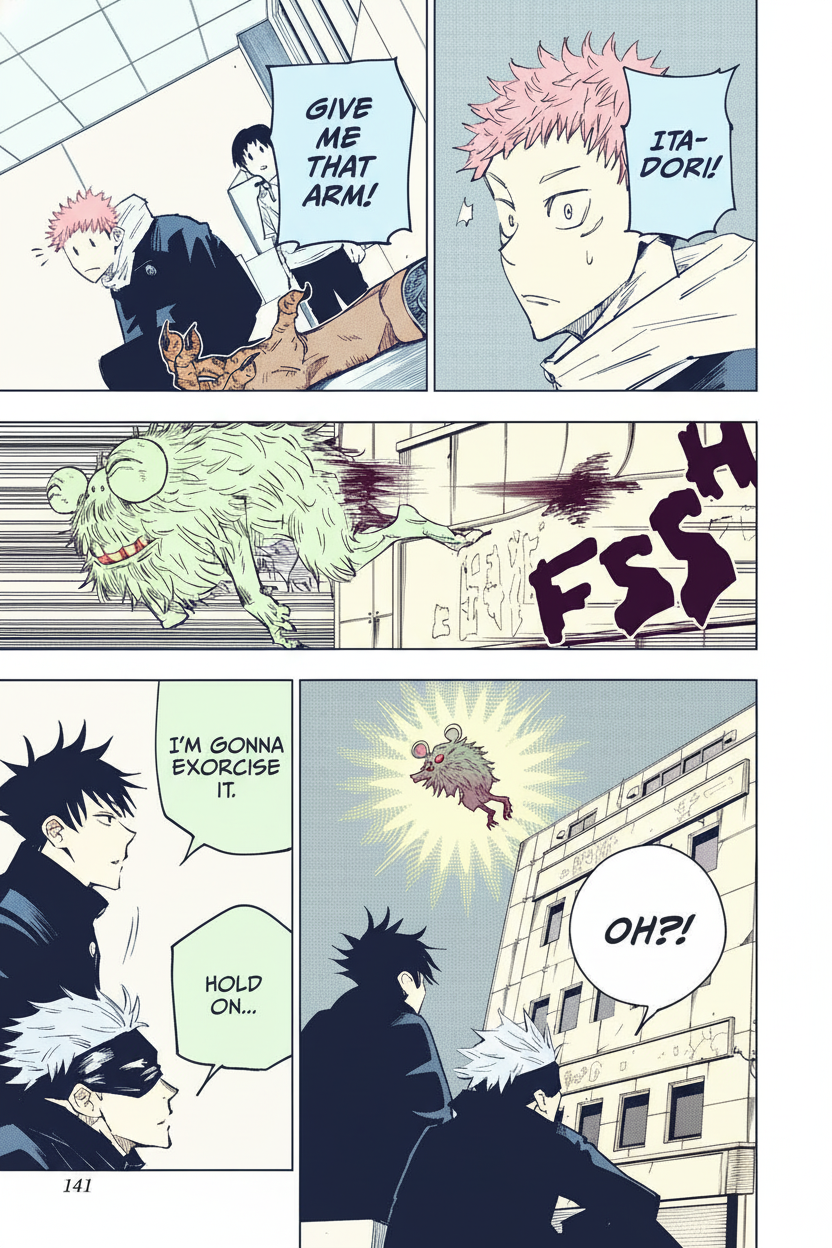 ITA-
DORI!
GIVE
ME
THAT
ARM!
FSSH
OH?!
I'M GONNA
EXORCISE
IT.
HOLD
ON...
141